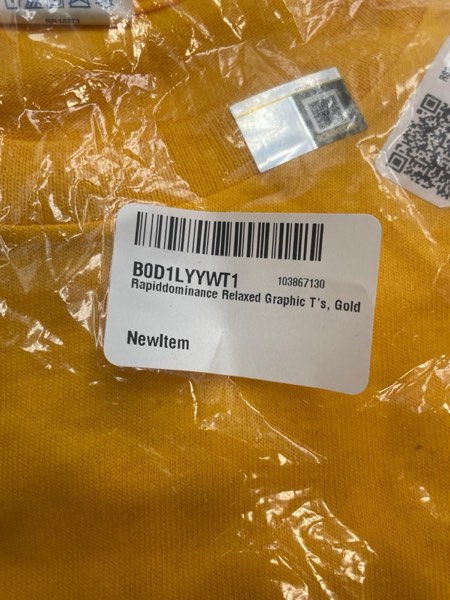 B0D1LYYWT1 103867130
Rapiddominance Relaxed Graphic T's, Gold
NewItem